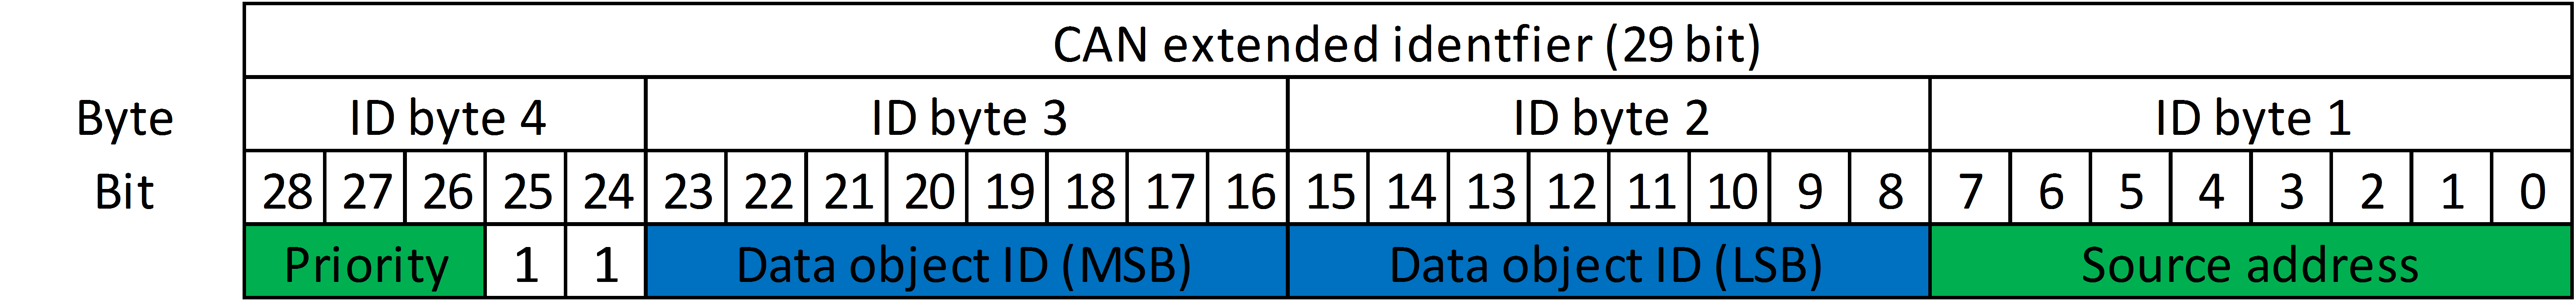 CAN extended identfier (29 bit)
Byte ID byte 4 ID byte 3 ID byte 2 ID byte 1
Bit 28 27 26 25 24 23 22 21 20 19 18 17 16 15 14 13 12 11 10 9 8 7 6 5 4 3 2 1 0
Priority 1 1 Data object ID (MSB) Data object ID (LSB) Source address